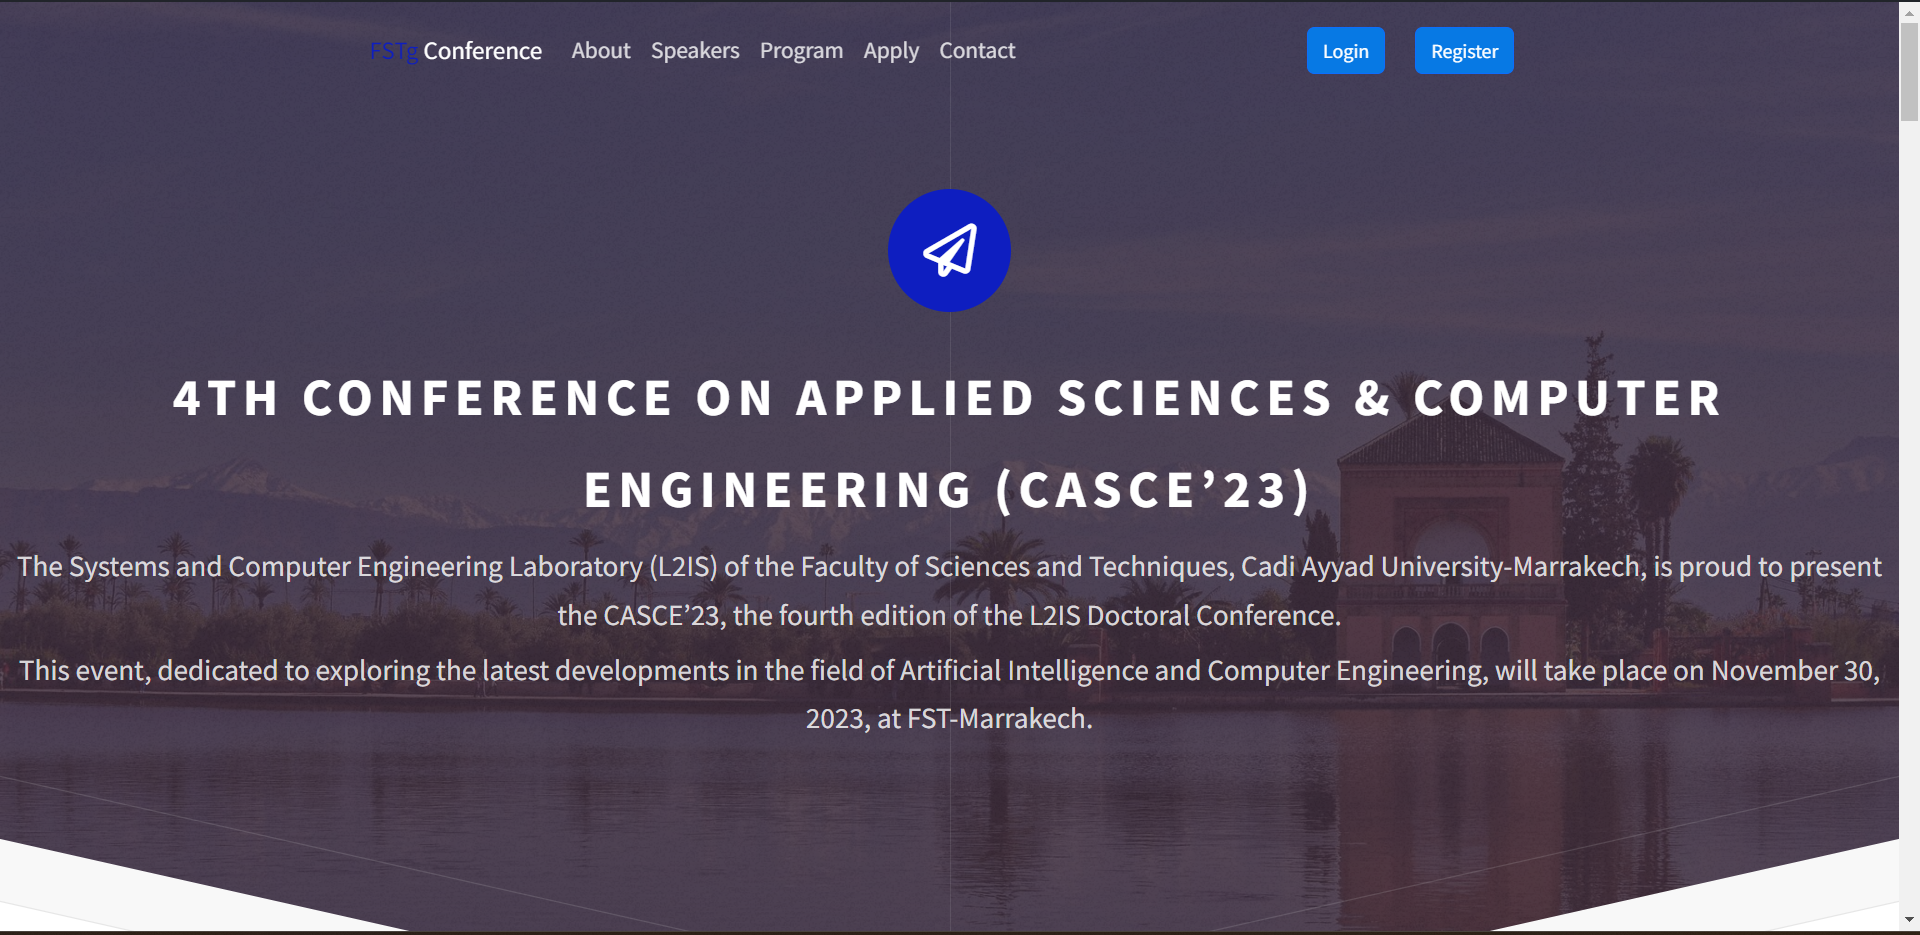 FSTg Conference About Speakers Program Apply Contact Login Register
4TH CONFERENCE ON APPLIED SCIENCES & COMPUTER
ENGINEERING (CASCE’23)
The Systems and Computer Engineering Laboratory (L2IS) of the Faculty of Sciences and Techniques, Cadi Ayyad University-Marrakech, is proud to present
the CASCE’23, the fourth edition of the L2IS Doctoral Conference.
This event, dedicated to exploring the latest developments in the field of Artificial Intelligence and Computer Engineering, will take place on November 30,
2023, at FST-Marrakech.